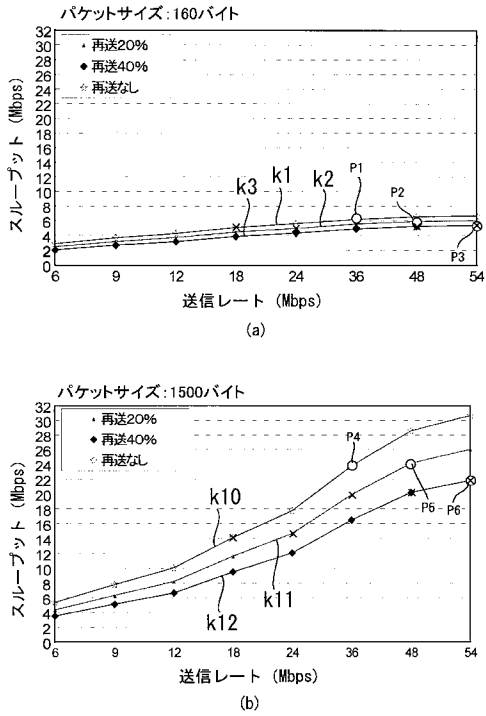 パケットサイズ:160バイト
32
30
28
26
24
22
20
18
16
14
12
10
8
6
4
2
0
再送20%
再送40%
再送なし
スループット (Mbps)
k3
k1
k2
P1
P2
P3
6
9
12
18
24
36
48
54
送信レート (Mbps)
(a)
パケットサイズ:1500バイト
32
30
28
26
24
22
20
18
16
14
12
10
8
6
4
2
0
再送20%
再送40%
再送なし
スループット (Mbps)
k10
k11
k12
P4
P5
P6
6
9
12
18
24
36
48
54
送信レート (Mbps)
(b)